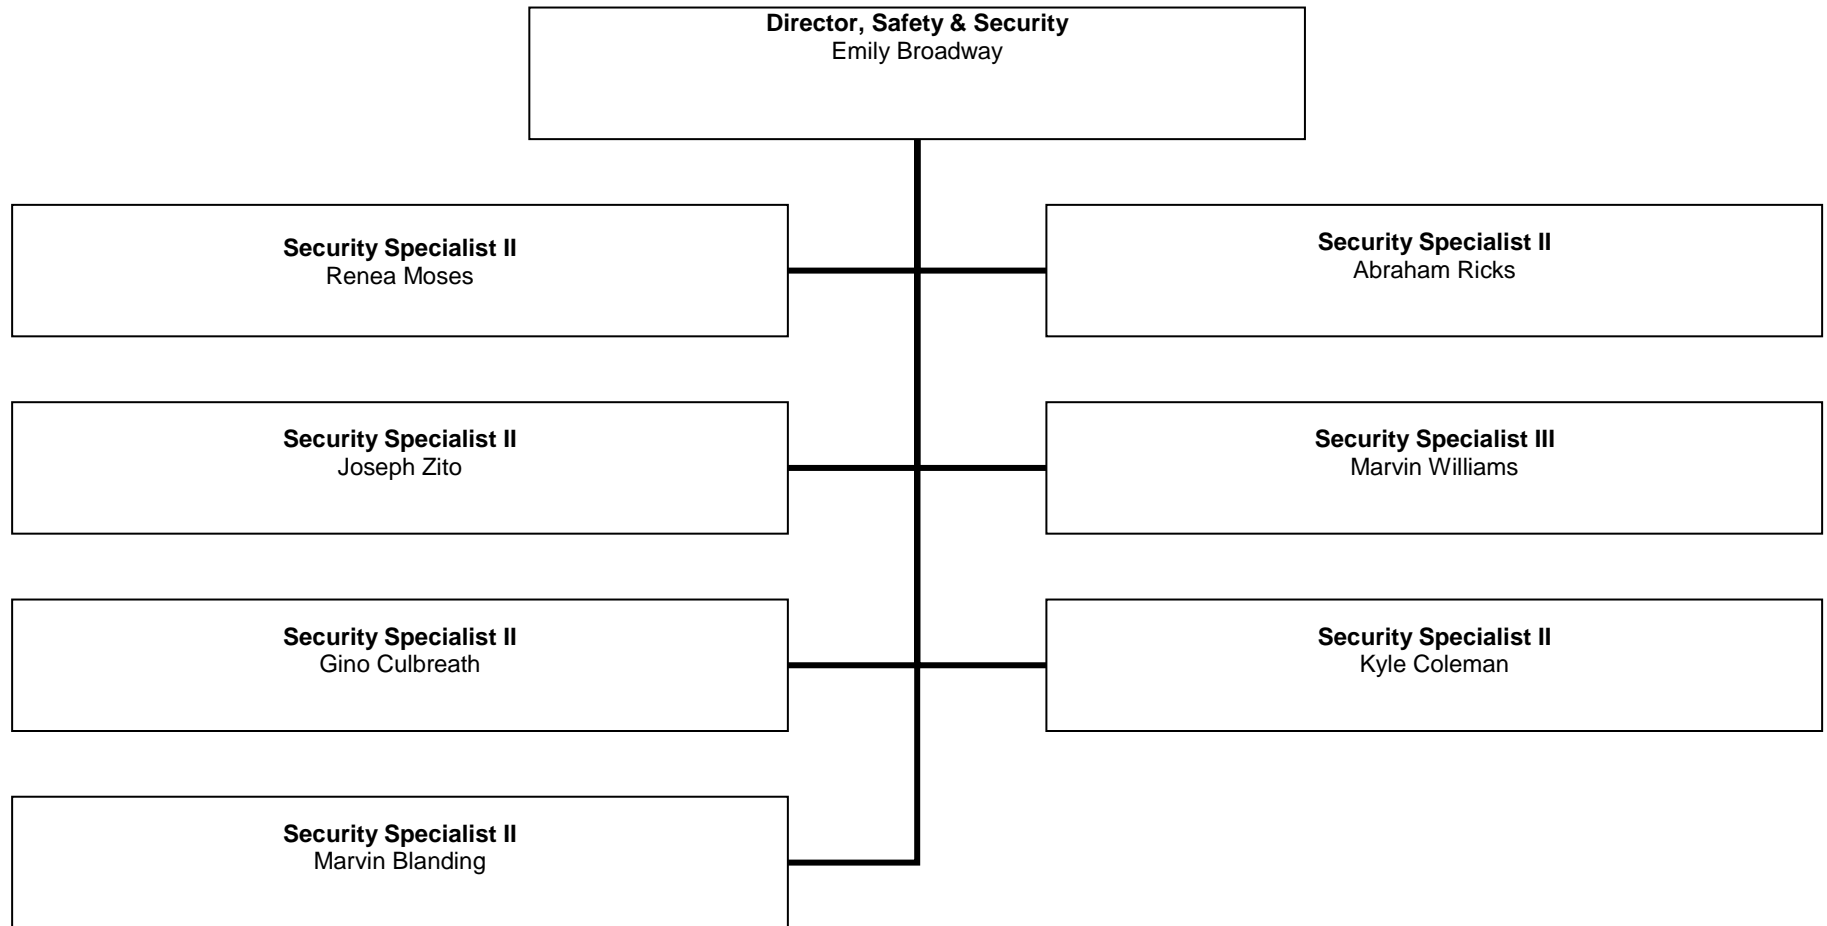 Director, Safety & Security
Emily Broadway
Security Specialist II
Renea Moses
Security Specialist II
Abraham Ricks
Security Specialist II
Joseph Zito
Security Specialist III
Marvin Williams
Security Specialist II
Gino Culbreath
Security Specialist II
Kyle Coleman
Security Specialist II
Marvin Blanding